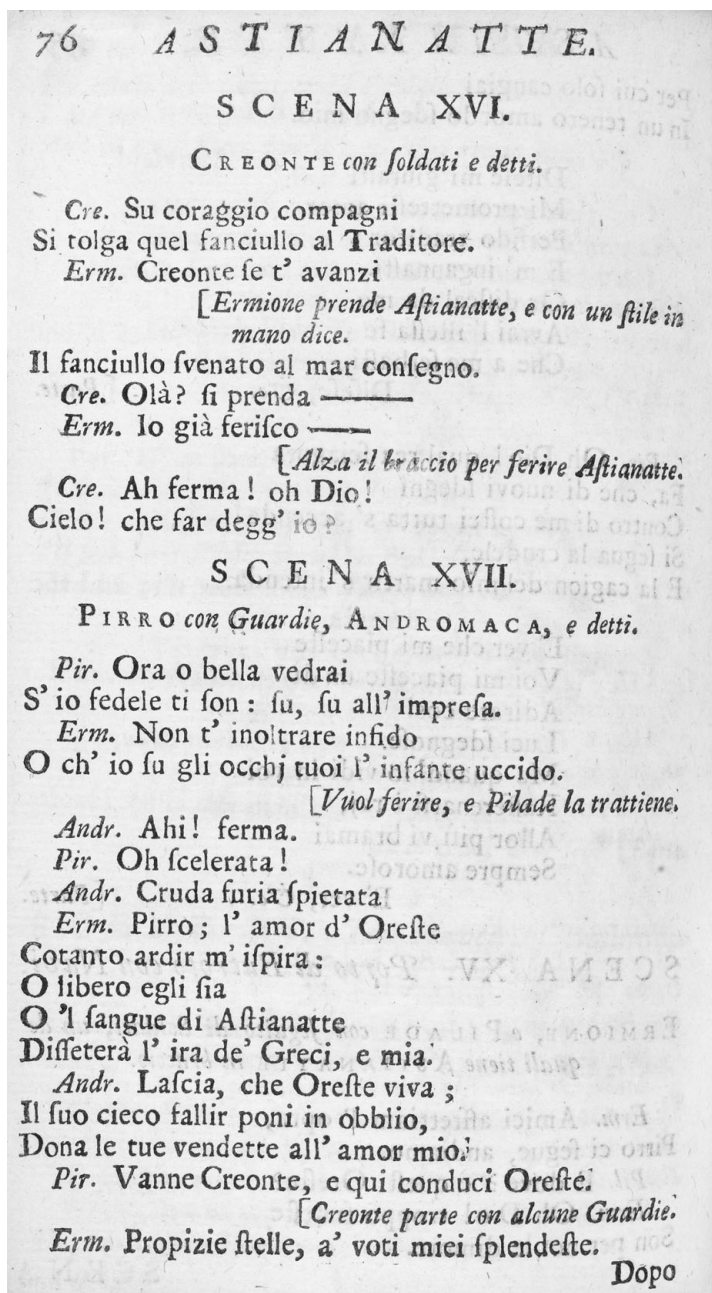 76 ASTIANATTE.
SCENA XVI.
CREONTE con ſoldati e detti.
Cre. Su coraggio compagni
Si tolga quel fanciullo al Traditore.
Erm. Creonte ſe t' avanzi
[Ermione prende Aſtianatte, e con un ſtile in
mano dice.
Il fanciullo ſvenato al mar conſegno.
Cre. Olà? ſi prenda ———
Erm. Io già feriſco ———
[Alza il braccio per ferire Aſtianatte.
Cre. Ah ferma! oh Dio!
Cielo! che far degg' io?
SCENA XVII.
PIRRO con Guardie, ANDROMACA, e detti.
Pir. Ora o bella vedrai
S' io fedele ti ſon: ſu, ſu all' impreſa.
Erm. Non t' inoltrare infido
O ch' io ſu gli occhj tuoi l' infante uccido.
[Vuol ferire, e Pilade la trattiene.
Andr. Ahi! ferma.
Pir. Oh ſcelerata!
Andr. Cruda furia ſpietata
Erm. Pirro; l' amor d' Oreſte
Cotanto ardir m' iſpira:
O libero egli ſia
O 'l ſangue di Aſtianatte
Diſſeterà l' ira de' Greci, e mia.
Andr. Laſcia, che Oreſte viva;
Il ſuo cieco fallir poni in obblio,
Dona le tue vendette all' amor mio.
Pir. Vanne Creonte, e qui conduci Oreſte.
[Creonte parte con alcune Guardie.
Erm. Propizie ſtelle, a' voti miei ſplendeſte.
Dopo